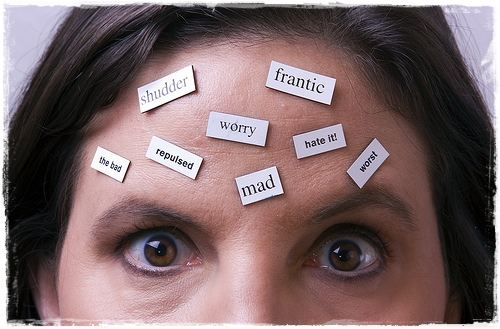 shudder
frantic
worry
hate it!
the bad
repulsed
worst
mad